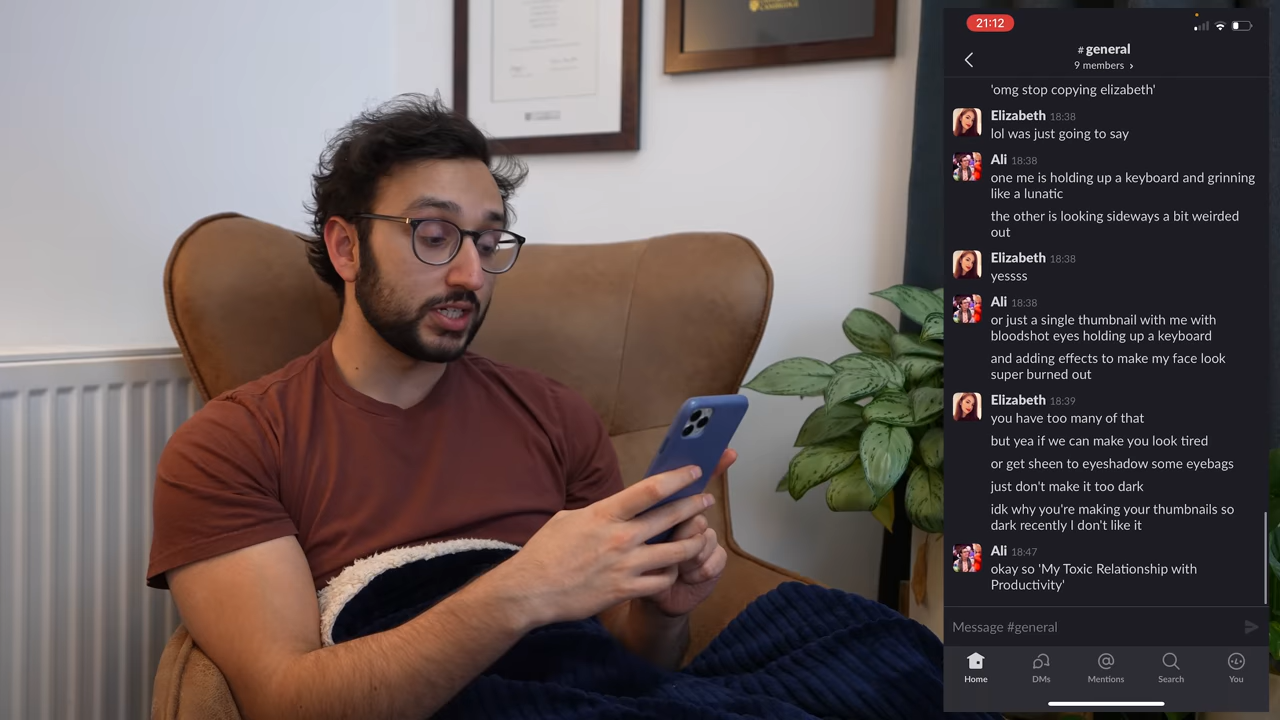 21:12
# general
9 members >
'omg stop copying elizabeth'
Elizabeth 18:38
lol was just going to say
Ali 18:38
one me is holding up a keyboard and grinning
like a lunatic
the other is looking sideways a bit weirded
out
Elizabeth 18:38
yessss
Ali 18:38
or just a single thumbnail with me with
bloodshot eyes holding up a keyboard
and adding effects to make my face look
super burned out
Elizabeth 18:39
you have too many of that
but yea if we can make you look tired
or get sheen to eyeshadow some eyebags
just don't make it too dark
idk why you're making your thumbnails so
dark recently I don't like it
Ali 18:47
okay so 'My Toxic Relationship with
Productivity'
Message #general
Home
DMs
Mentions
Search
You